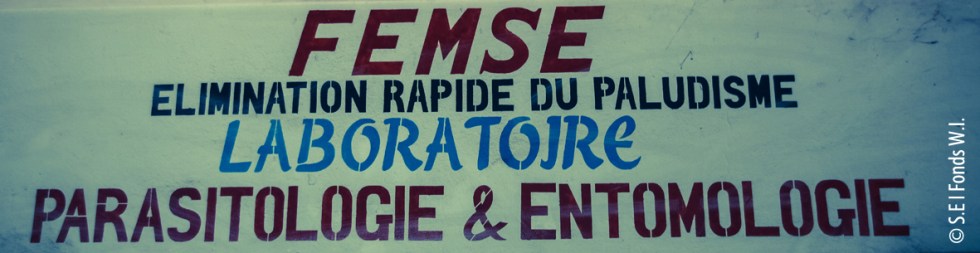 FEMSE
ELIMINATION RAPIDE DU PALUDISME
LABORATOIRE
PARASITOLOGIE & ENTOMOLOGIE
© S.E I Fonds W.I.